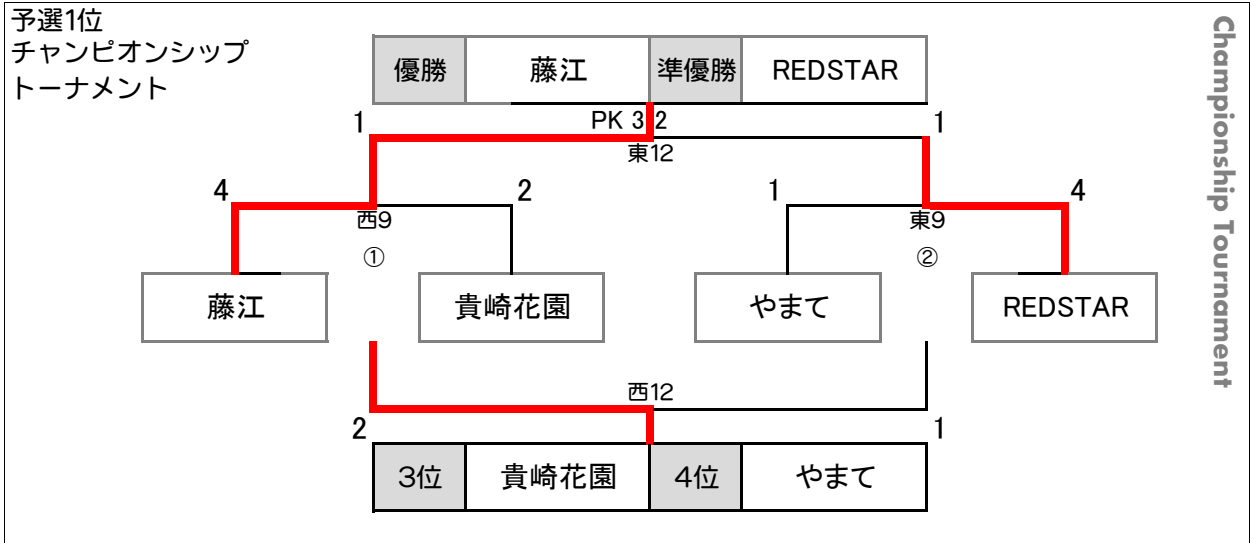 予選1位
チャンピオンシップ
トーナメント
Championship Tournament
優勝 藤江 準優勝 REDSTAR
1 PK 3 2 1
東12
4 2 1 4
西9 東9
① ②
藤江 貴崎花園 やまて REDSTAR
西12
2 1
3位 貴崎花園 4位 やまて